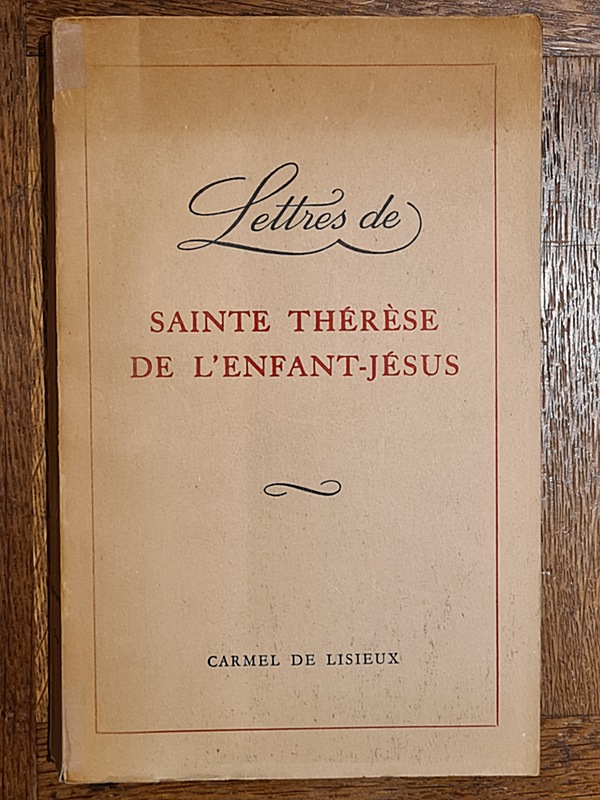 Lettres de
SAINTE THÉRÈSE
DE L'ENFANT-JÉSUS
CARMEL DE LISIEUX